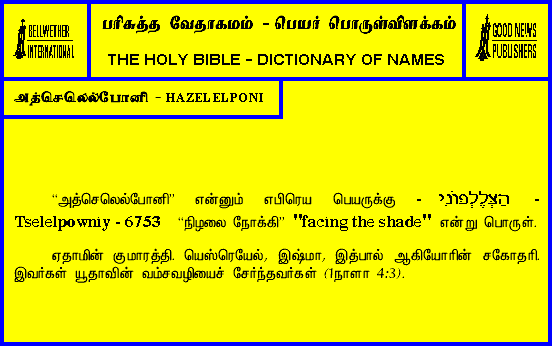 BELLWETHER
INTERNATIONAL
பரிசுத்த வேதாகமம் - பெயர் பொருள்விளக்கம்
THE HOLY BIBLE - DICTIONARY OF NAMES
GOOD NEWS
PUBLISHERS
அத்செலெல்போனி - HAZELELPONI
“அத்செலெல்போனி” என்னும் எபிரெய பெயருக்கு - הַצְלֶלְפּוֹנִי -
Tselelpowniy - 6753 “நிழலை நோக்கி” "facing the shade" என்று பொருள்.
ஏதாமின் குமாரத்தி. யெஸ்ரெயேல், இஷ்மா, இத்பால் ஆகியோரின் சகோதரி.
இவர்கள் யூதாவின் வம்சவழியைச் சேர்ந்தவர்கள் (1நாளா 4:3).